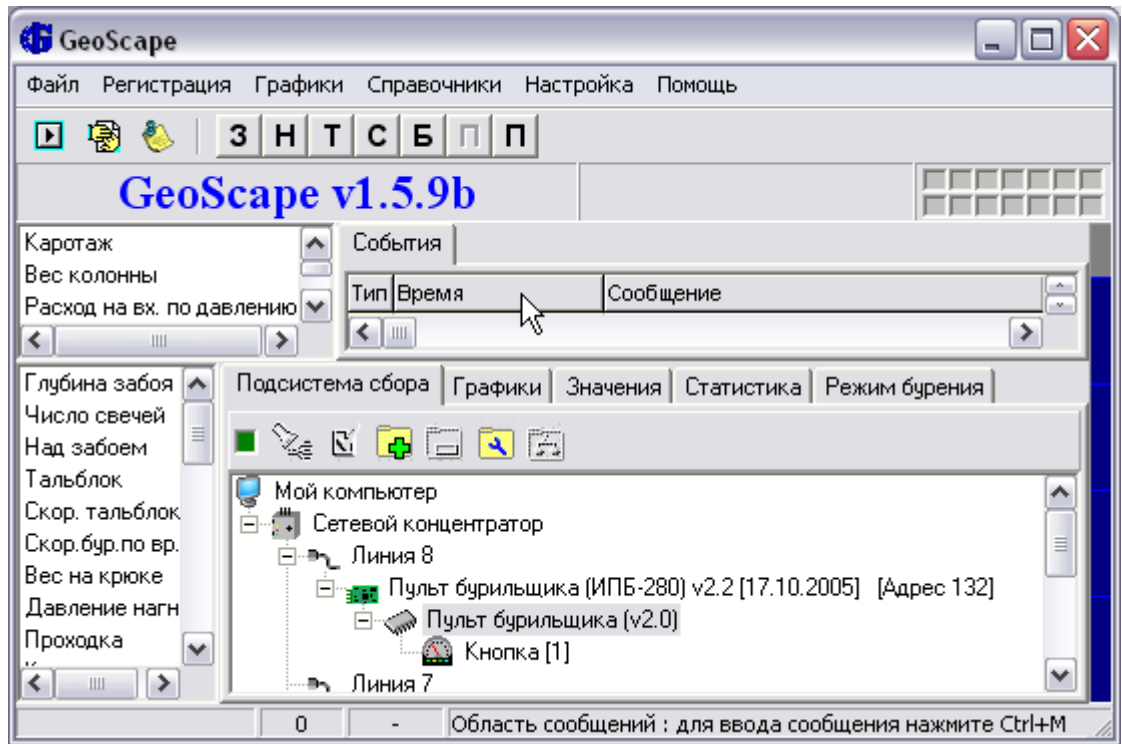 GeoScape
Файл Регистрация Графики Справочники Настройка Помощь
З Н Т С Б П П
GeoScape v1.5.9b
Каротаж
Вес колонны
Расход на вх. по давлению
События
Тип Время Сообщение
Глубина забоя
Число свечей
Над забоем
Тальблок
Скор. тальблок
Скор.бур.по вр.
Вес на крюке
Давление нагн
Проходка
Подсистема сбора Графики Значения Статистика Режим бурения
Мой компьютер
Сетевой концентратор
Линия 8
Пульт бурильщика (ИПБ-280) v2.2 [17.10.2005] [Адрес 132]
Пульт бурильщика (v2.0)
Кнопка [1]
Линия 7
0 - Область сообщений : для ввода сообщения нажмите Ctrl+M